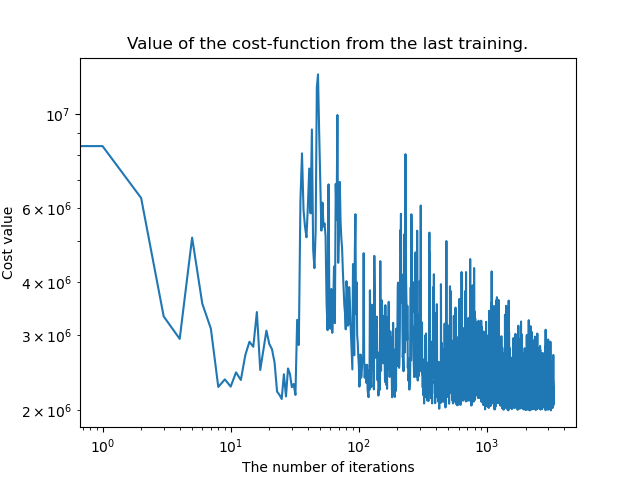 Value of the cost-function from the last training.
Cost value
10⁷
6 × 10⁶
4 × 10⁶
3 × 10⁶
2 × 10⁶
10⁰ 10¹ 10² 10³
The number of iterations